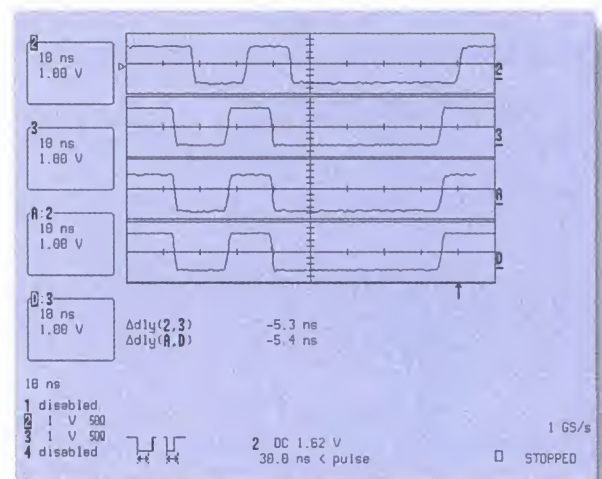 2
10 ns
1.00 V
2
3
10 ns
1.00 V
3
A:2
10 ns
1.00 V
A
D:3
10 ns
1.00 V
D
Δdly(2,3) -5.3 ns
Δdly(A,D) -5.4 ns
10 ns
1 disabled
2 1 V 50Ω
3 1 V 50Ω
4 disabled
2 DC 1.62 V
30.0 ns < pulse
1 GS/s
STOPPED